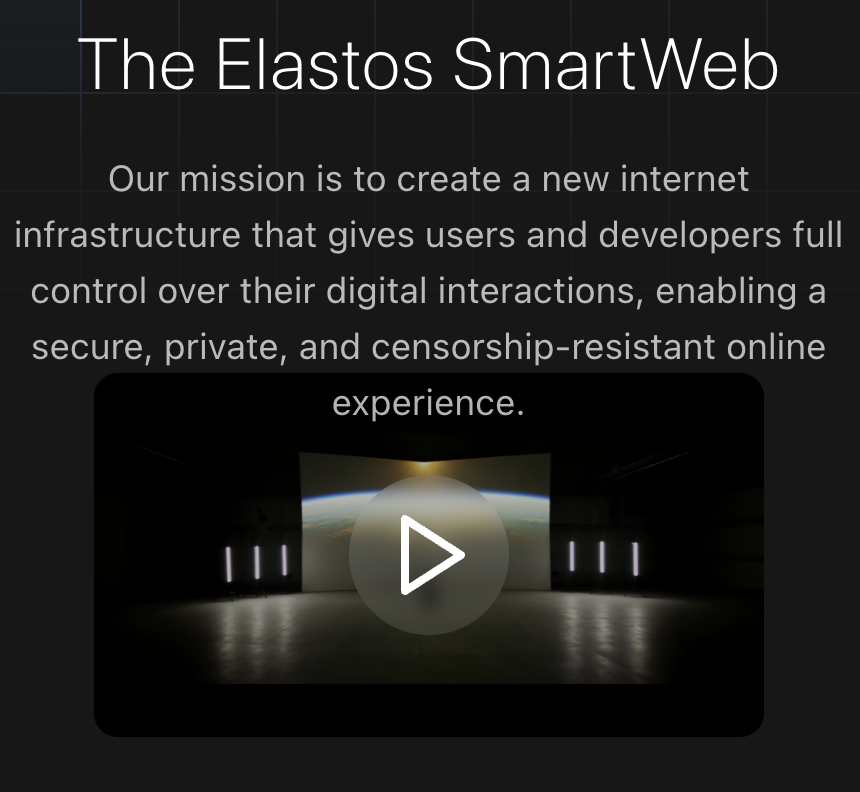 The Elastos SmartWeb
Our mission is to create a new internet
infrastructure that gives users and developers full
control over their digital interactions, enabling a
secure, private, and censorship-resistant online
experience.